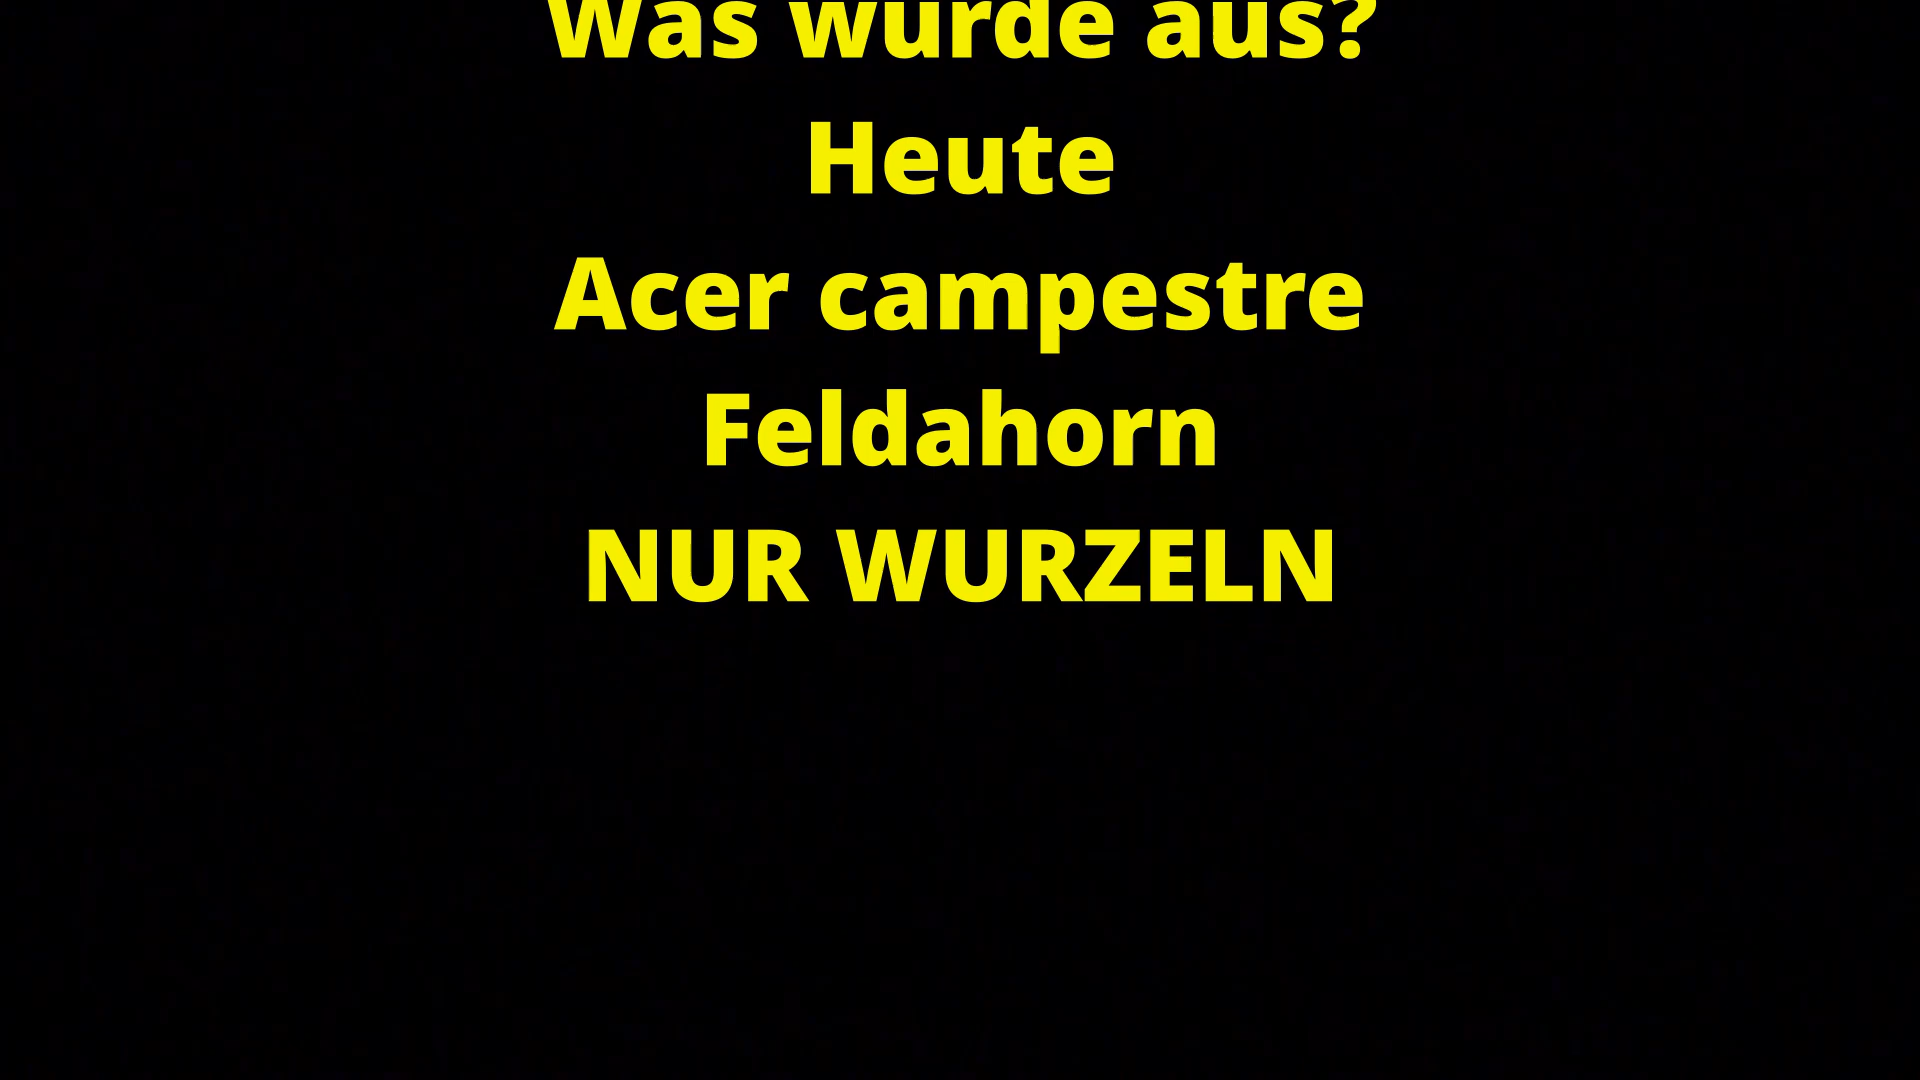 Was wurde aus?
Heute
Acer campestre
Feldahorn
NUR WURZELN